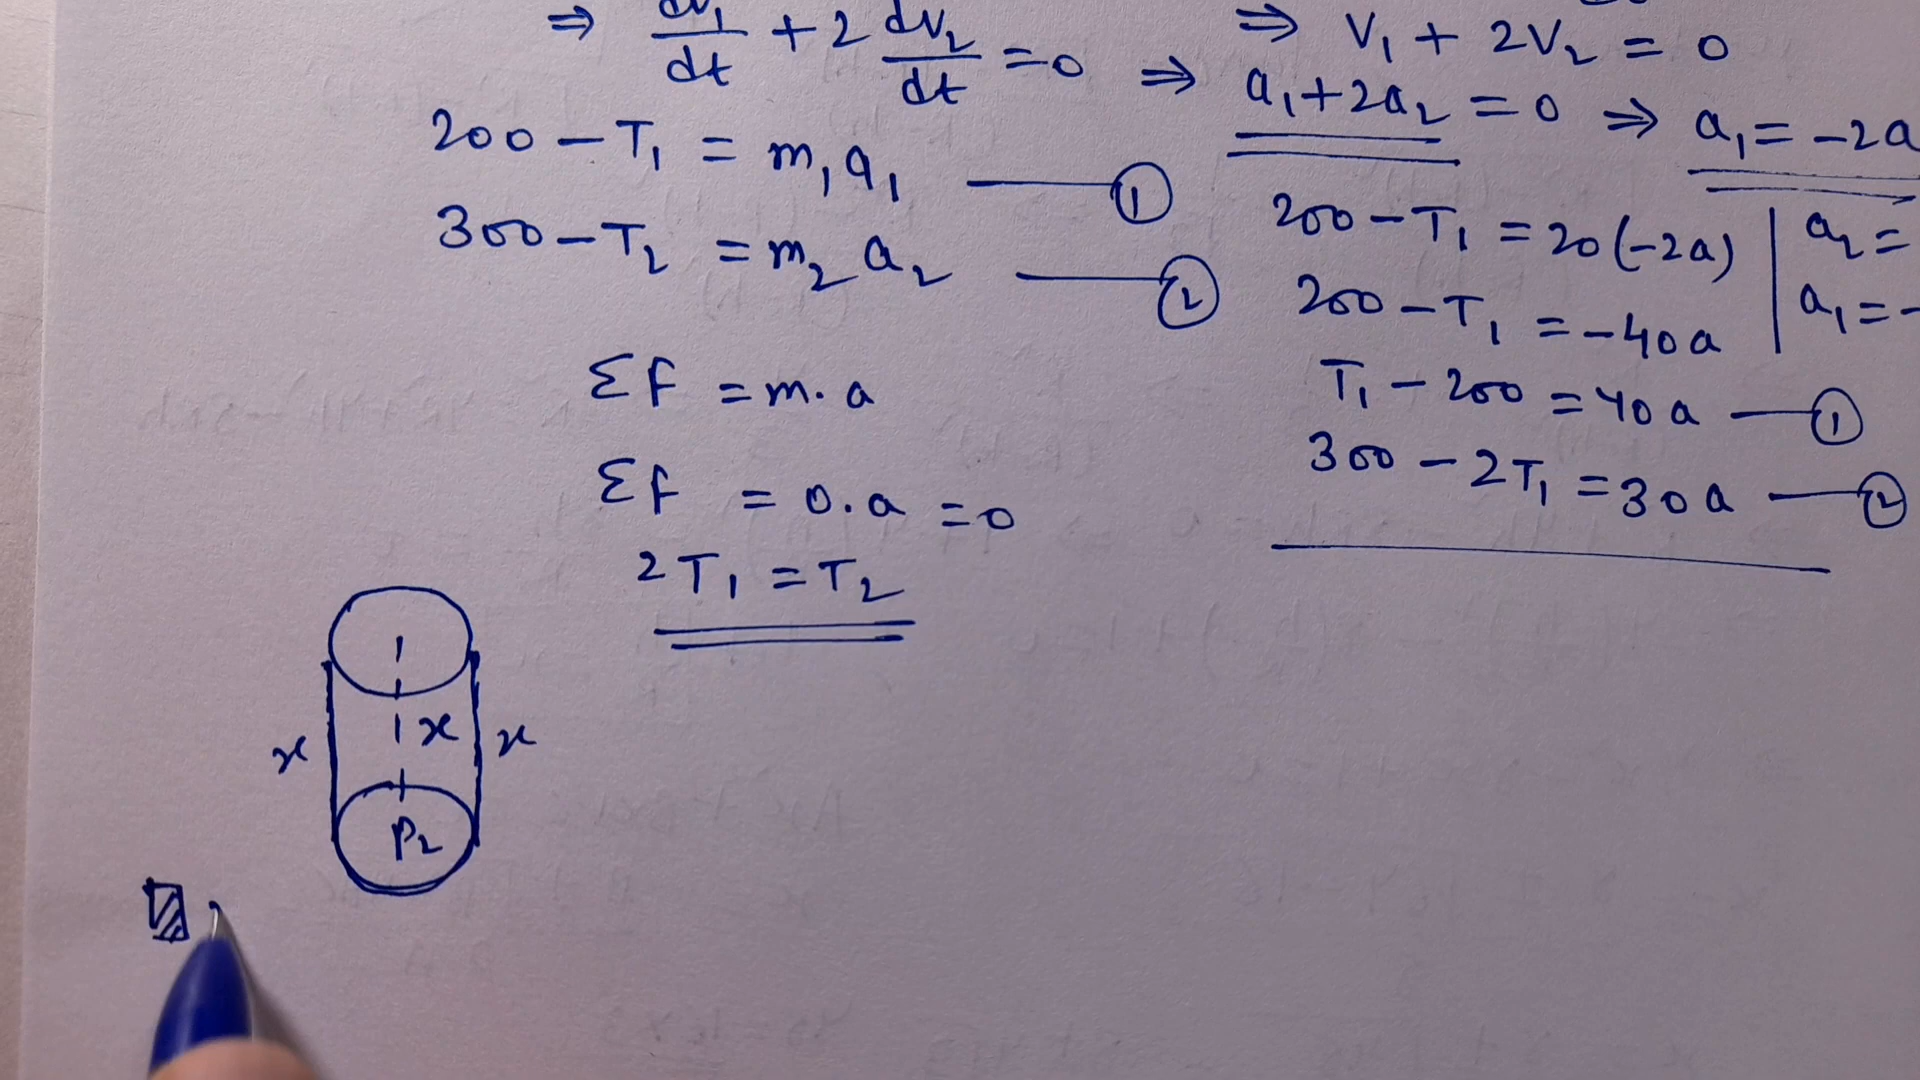 ⇒ dv₁/dt + 2 dv₂/dt = 0 ⇒
⇒ V₁ + 2V₂ = 0
a₁ + 2a₂ = 0 ⇒ a₁ = -2a
200 - T₁ = m₁a₁ — ①
300 - T₂ = m₂a₂ — ②
Σf = m.a
Σf = 0.a = 0
2T₁ = T₂
200 - T₁ = 20(-2a) | a₂ =
200 - T₁ = -40a | a₁ = -
T₁ - 200 = 40a — ①
300 - 2T₁ = 30a — ②
x x x
P₂